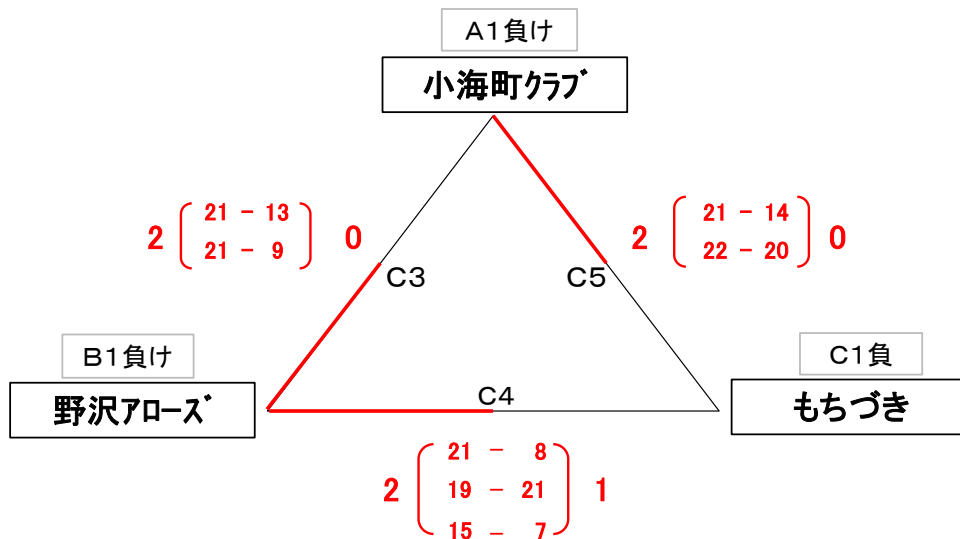 A1負け
小海町クラブ
2 21 - 13 0
21 - 9
C3
2 21 - 14 0
22 - 20
C5
B1負け
野沢アローズ
C1負
もちづき
C4
21 - 8
2 19 - 21 1
15 - 7